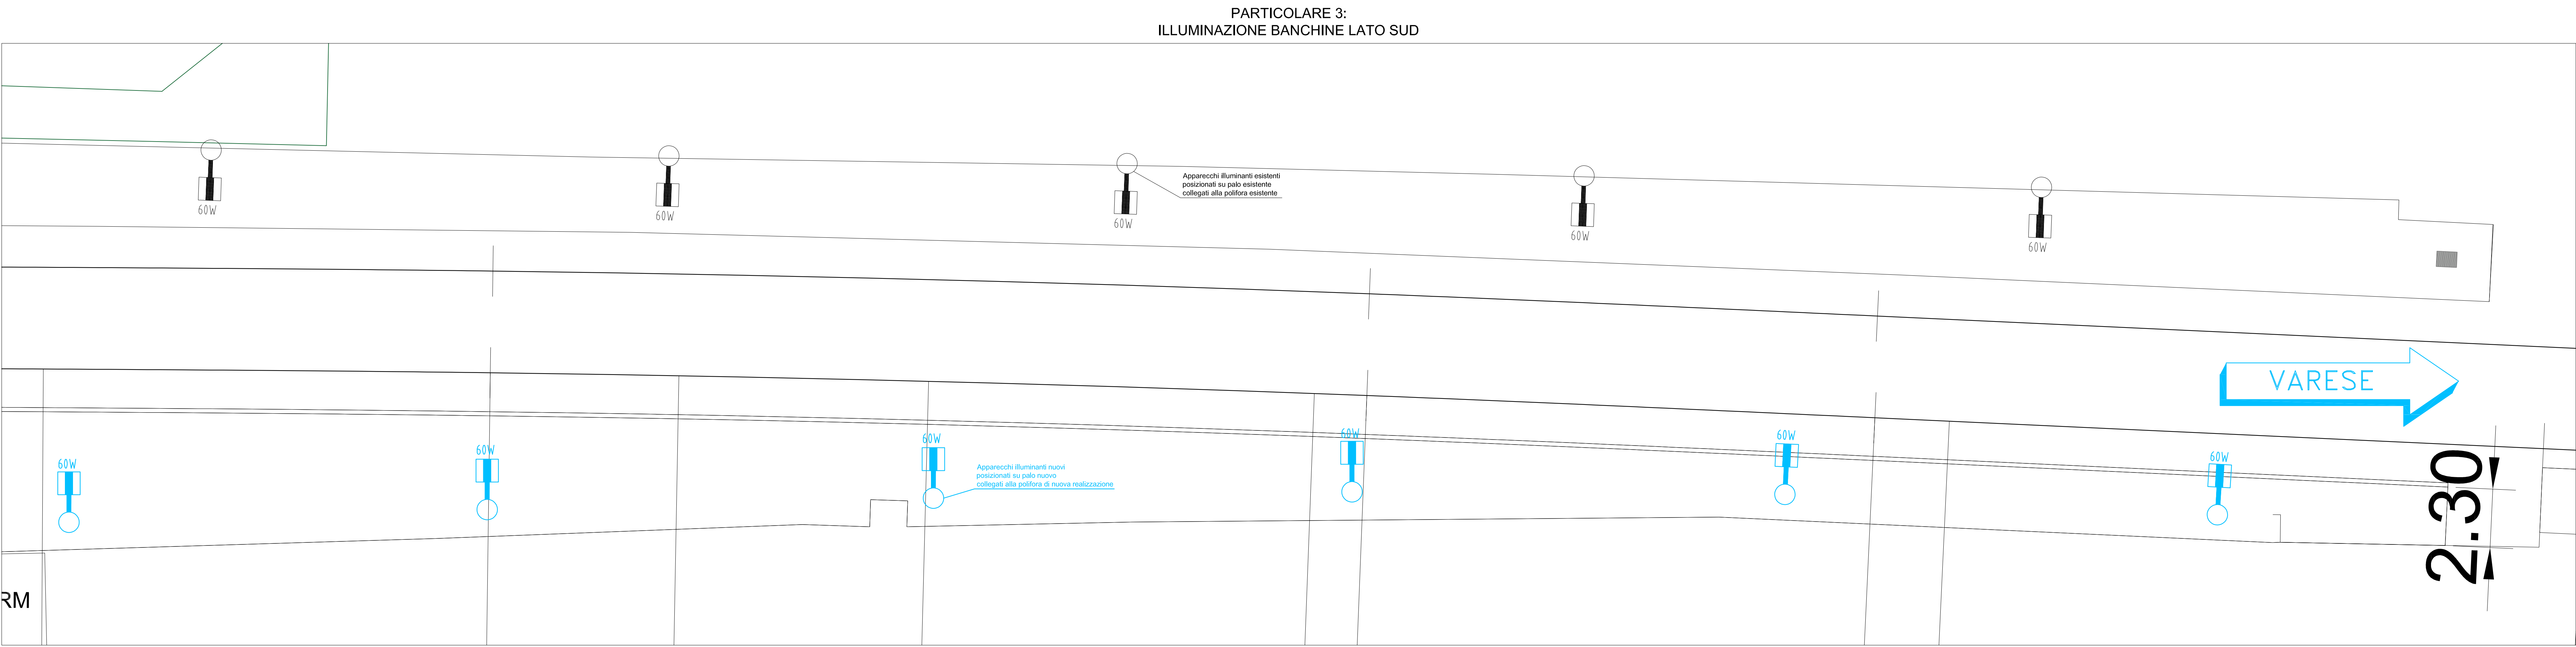 PARTICOLARE 3:
ILLUMINAZIONE BANCHINE LATO SUD
Apparecchi illuminanti esistenti
posizionati su palo esistente
collegati alla polifora esistente
60W
60W
60W
60W
60W
VARESE
60W
60W
60W
60W
60W
60W
Apparecchi illuminanti nuovi
posizionati su palo nuovo
collegati alla polifora di nuova realizzazione
2.30
RM